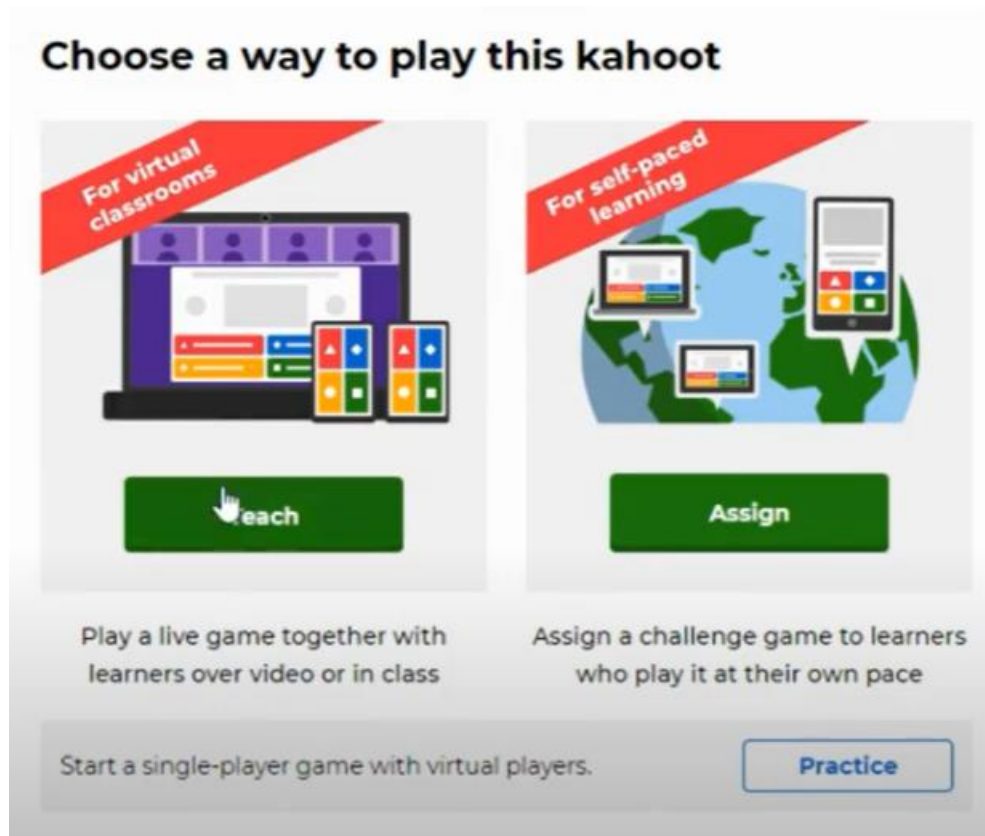 Choose a way to play this kahoot
For virtual
classrooms
For self-paced
learning
each
Assign
Play a live game together with
learners over video or in class
Assign a challenge game to learners
who play it at their own pace
Start a single-player game with virtual players.
Practice